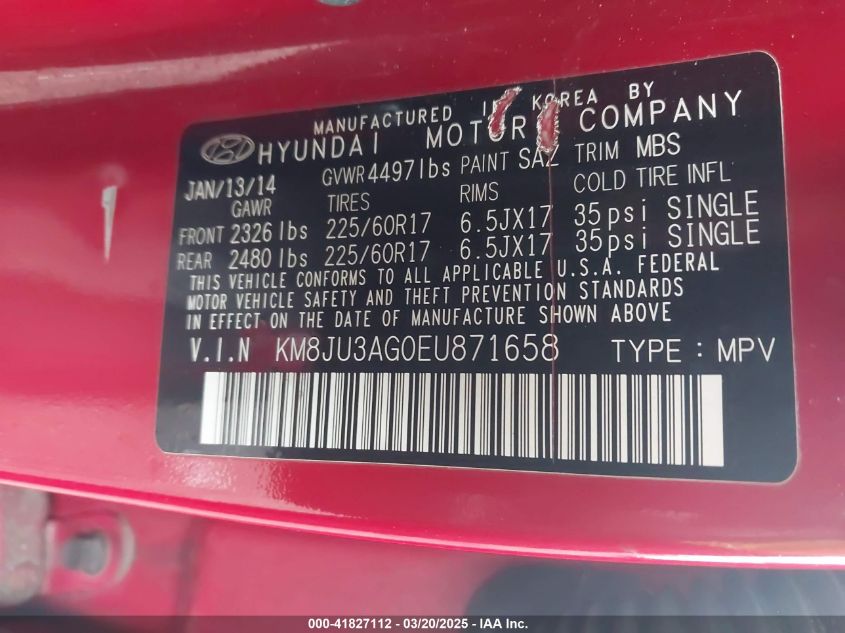 MANUFACTURED IN KOREA BY
HYUNDAI MOTOR COMPANY
JAN/13/14 GVWR 4497lbs PAINT SAZ TRIM MBS
GAWR TIRES RIMS COLD TIRE INFL
FRONT 2326 lbs 225/60R17 6.5JX17 35psi SINGLE
REAR 2480 lbs 225/60R17 6.5JX17 35psi SINGLE
THIS VEHICLE CONFORMS TO ALL APPLICABLE U.S.A. FEDERAL
MOTOR VEHICLE SAFETY AND THEFT PREVENTION STANDARDS
IN EFFECT ON THE DATE OF MANUFACTURE SHOWN ABOVE
V.I.N KM8JU3AG0EU871658 TYPE : MPV
000-41827112 - 03/20/2025 - IAA Inc.